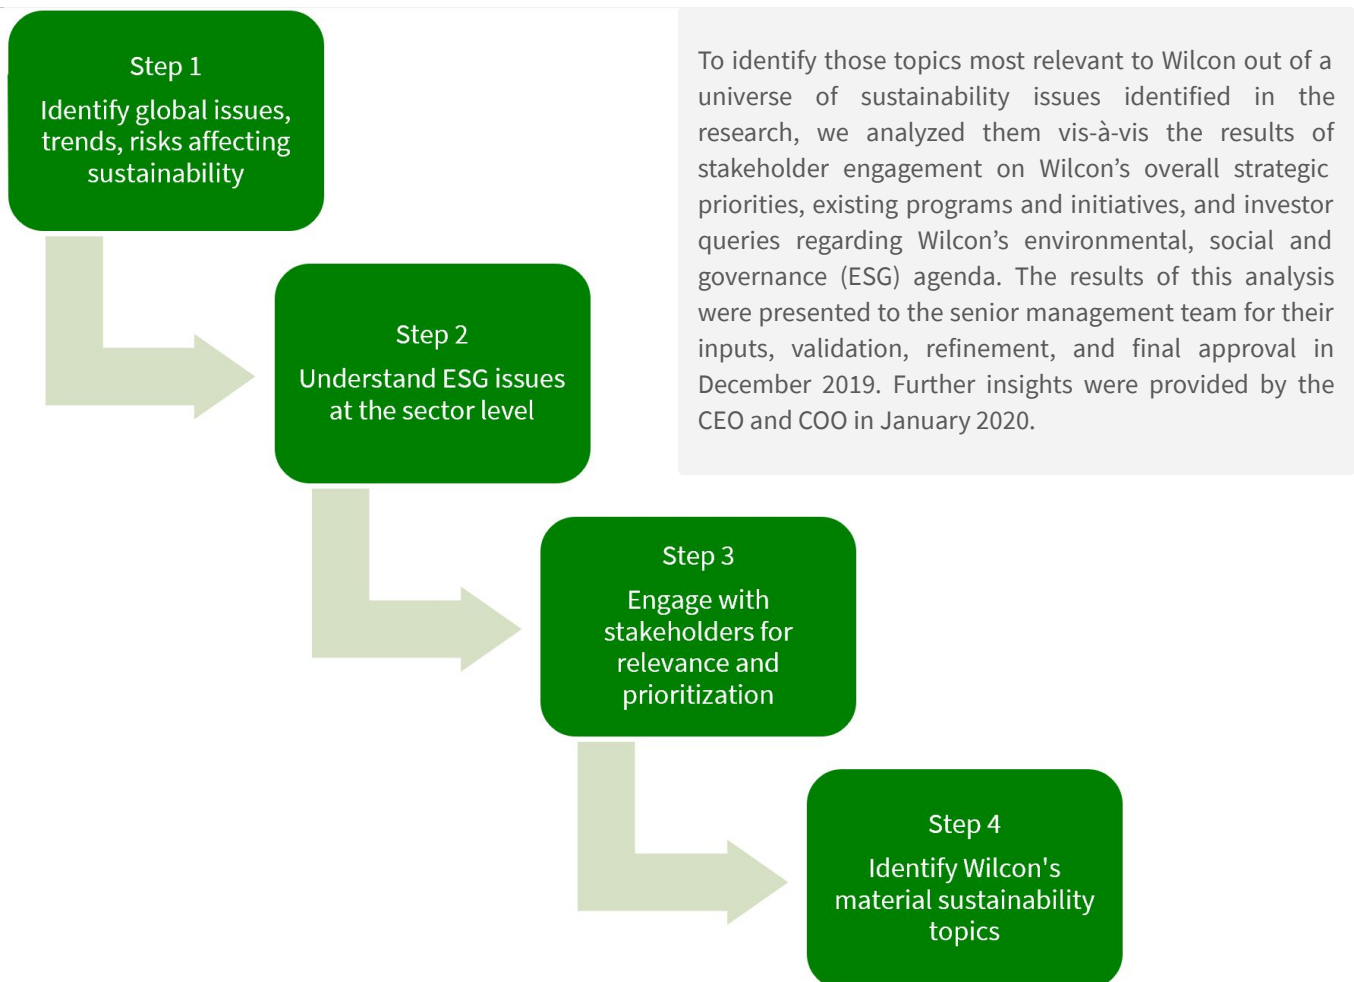 Step 1
Identify global issues,
trends, risks affecting
sustainability
To identify those topics most relevant to Wilcon out of a
universe of sustainability issues identified in the
research, we analyzed them vis-à-vis the results of
stakeholder engagement on Wilcon’s overall strategic
priorities, existing programs and initiatives, and investor
queries regarding Wilcon’s environmental, social and
governance (ESG) agenda. The results of this analysis
were presented to the senior management team for their
inputs, validation, refinement, and final approval in
December 2019. Further insights were provided by the
CEO and COO in January 2020.
Step 2
Understand ESG issues
at the sector level
Step 3
Engage with
stakeholders for
relevance and
prioritization
Step 4
Identify Wilcon's
material sustainability
topics